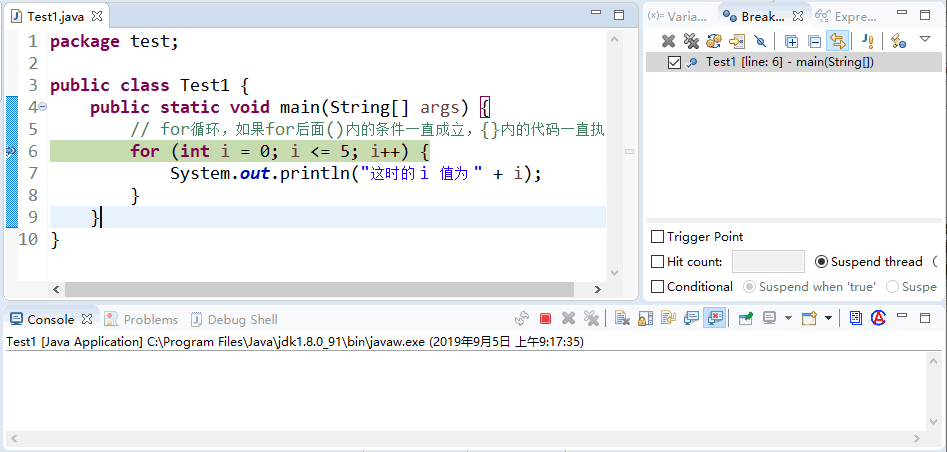 Test1.java
1 package test;
2
3 public class Test1 {
4 public static void main(String[] args) {
5 // for循环，如果for后面()内的条件一直成立，{}内的代码一直执
6 for (int i = 0; i <= 5; i++) {
7 System.out.println("这时的 i 值为 " + i);
8 }
9 }
10 }
(x)= Varia...
Break...
Expre...
Test1 [line: 6] - main(String[])
Trigger Point
Hit count:
Suspend thread
Conditional
Suspend when 'true'
Suspe
Console
Problems
Debug Shell
Test1 [Java Application] C:\Program Files\Java\jdk1.8.0_91\bin\javaw.exe (2019年9月5日 上午9:17:35)